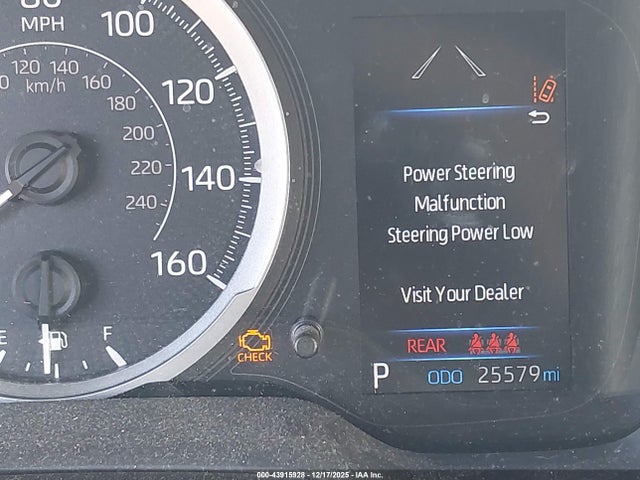 80
MPH
100
120
140
160
120 140
km/h
160
180
200
220
240
E
F
CHECK
Power Steering
Malfunction
Steering Power Low
Visit Your Dealer
REAR
P ODO 25579 mi
000-43915928 - 12/17/2025 - IAA Inc.